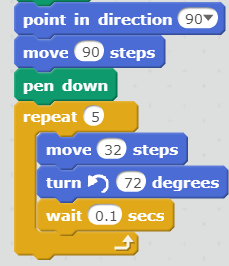 point in direction 90
move 90 steps
pen down
repeat 5
move 32 steps
turn 72 degrees
wait 0.1 secs